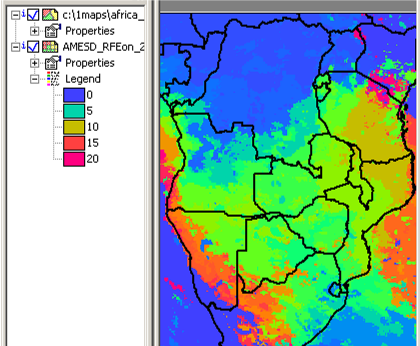 c:\1maps\africa_
Properties
AMESD_RFEon_2
Properties
Legend
0
5
10
15
20